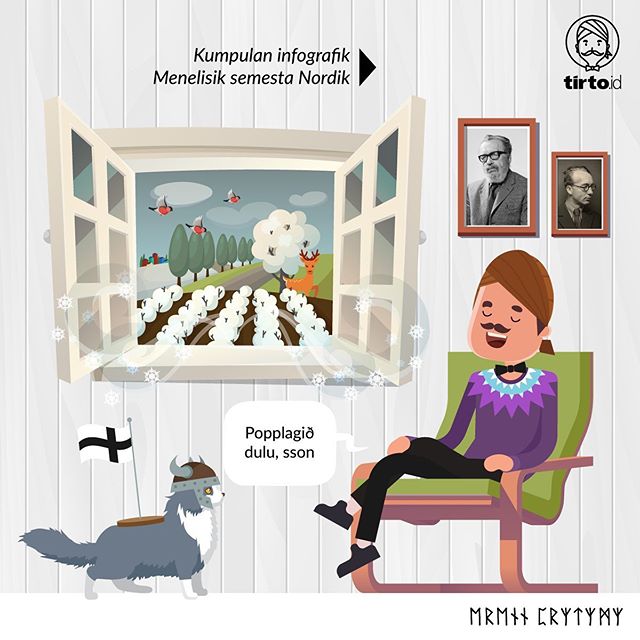 Kumpulan infografik
Menelisik semesta Nordik
tirto.id
Popplagið
dulu, sson